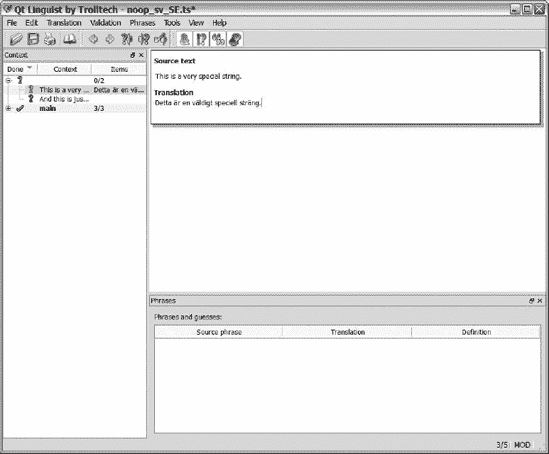 Qt Linguist by Trolltech - noop_sv_SE.ts*
File Edit Translation Validation Phrases Tools View Help
Context
Done Context Items
0/2
This is a very ... Detta är en vä...
And this is jus...
main 3/3
Source text
This is a very special string.
Translation
Detta är en väldigt speciell sträng.
Phrases
Phrases and guesses:
Source phrase Translation Definition
3/5 MOD